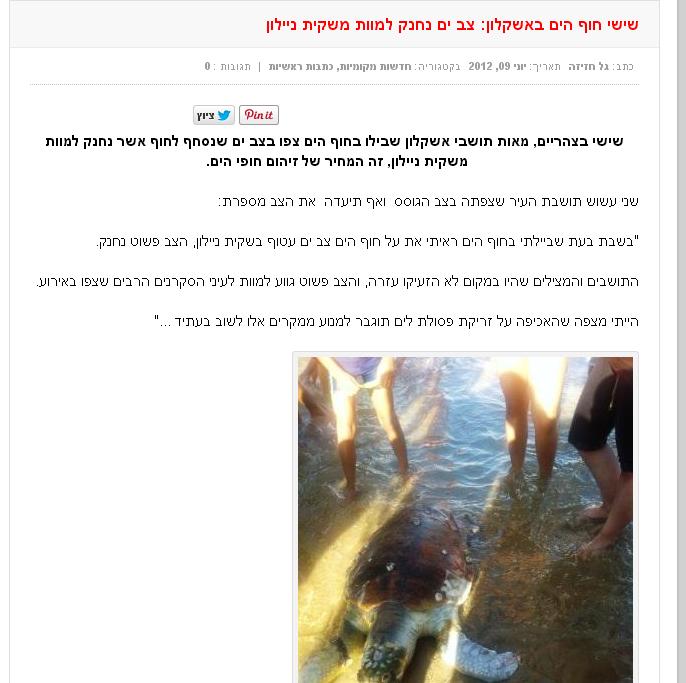 שישי חוף הים באשקלון: צב ים נחנק למוות משקית ניילון
כתב: גל חזיזה תאריך: יוני 09, 2012 בקטגוריה: חדשות מקומיות, כתבות ראשיות | תגובות : 0
ציוץ Pin it
שישי בצהריים, מאות תושבי אשקלון שבילו בחוף הים צפו בצב ים שנסחף לחוף אשר נחנק למוות
משקית ניילון, זה המחיר של זיהום חופי הים.
שני עשוש תושבת העיר שצפתה בצב הגוסס ואף תיעדה את הצב מספרת:
"בשבת בעת שביילתי בחוף הים ראיתי את על חוף הים צב ים עטוף בשקית ניילון, הצב פשוט נחנק.
התושבים והמצילים שהיו במקום לא הזעיקו עזרה, והצב פשוט גווע למוות לעיני הסקרנים הרבים שצפו באירוע.
הייתי מצפה שהאכיפה על זריקת פסולת לים תוגבר למנוע ממקרים אלו לשוב בעתיד ..."